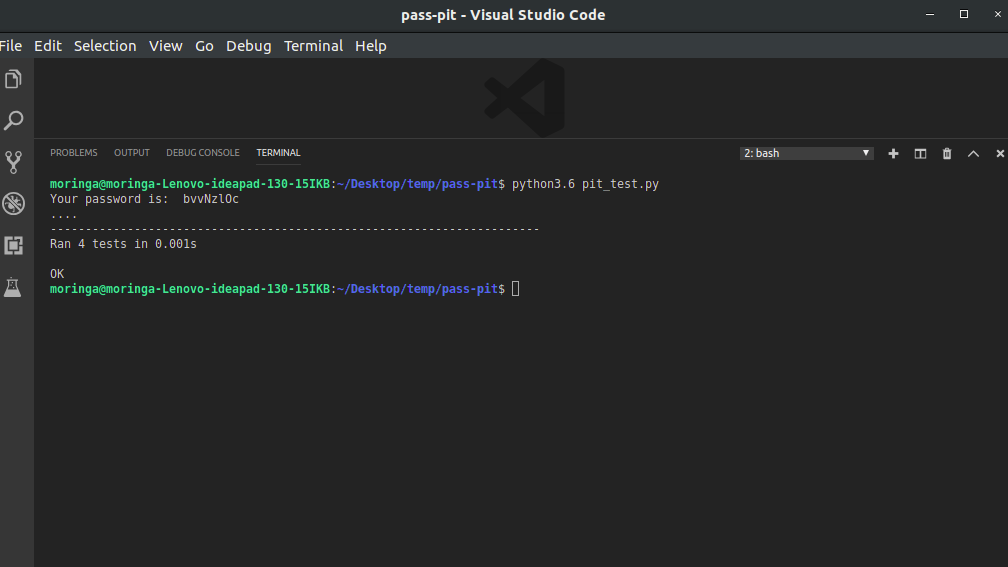 pass-pit - Visual Studio Code
File Edit Selection View Go Debug Terminal Help
PROBLEMS OUTPUT DEBUG CONSOLE TERMINAL 2: bash
moringa@moringa-Lenovo-ideapad-130-15IKB:~/Desktop/temp/pass-pit$ python3.6 pit_test.py
Your password is:  bvvNzlOc
....
----------------------------------------------------------------------
Ran 4 tests in 0.001s
OK
moringa@moringa-Lenovo-ideapad-130-15IKB:~/Desktop/temp/pass-pit$